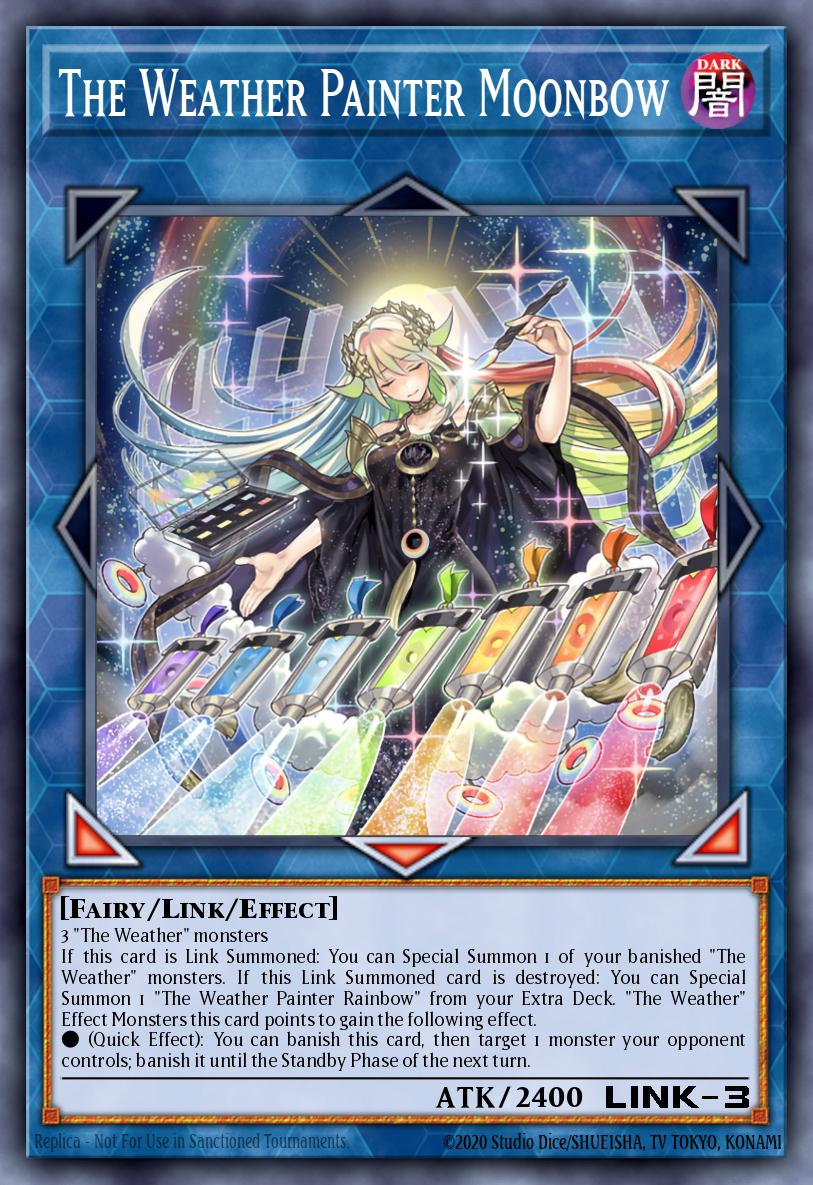 THE WEATHER PAINTER MOONBOW
DARK
闇
[FAIRY/LINK/EFFECT]
3 "The Weather" monsters
If this card is Link Summoned: You can Special Summon 1 of your banished "The
Weather" monsters. If this Link Summoned card is destroyed: You can Special
Summon 1 "The Weather Painter Rainbow" from your Extra Deck. "The Weather"
Effect Monsters this card points to gain the following effect.
● (Quick Effect): You can banish this card, then target 1 monster your opponent
controls; banish it until the Standby Phase of the next turn.
ATK/2400 LINK-3
Replica - Not For Use in Sanctioned Tournaments.
©2020 Studio Dice/SHUEISHA, TV TOKYO, KONAMI